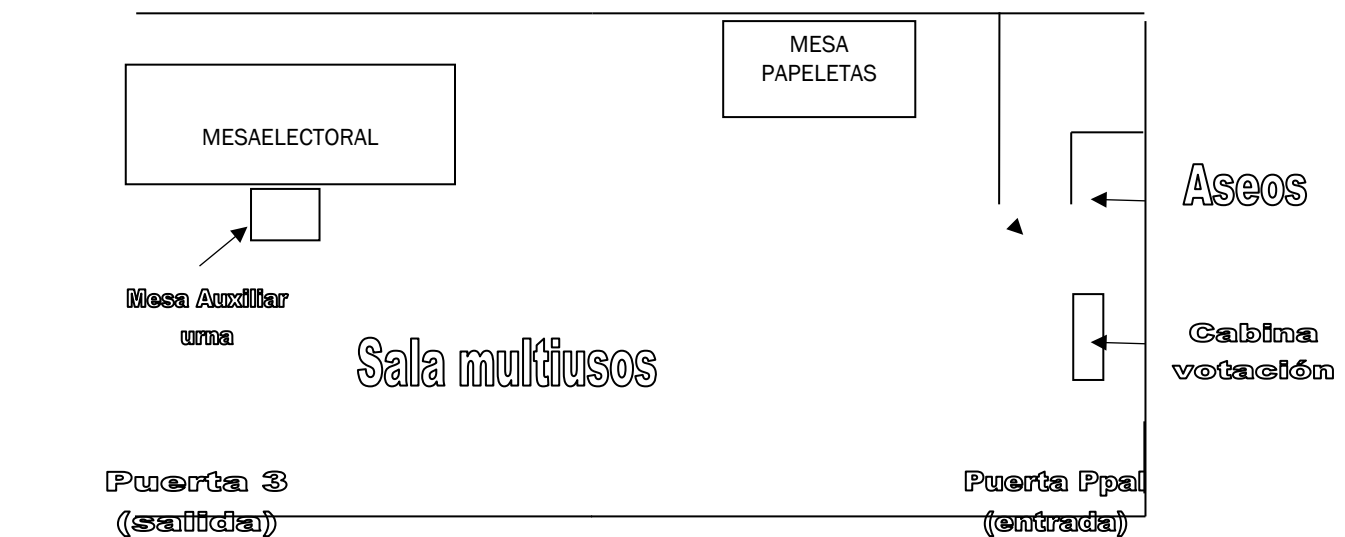 MESA
PAPELETAS
MESAELECTORAL
Aseos
Mesa Auxiliar
urna
Cabina
votación
Sala multiusos
Puerta 3
(salida)
Puerta Ppal
(entrada)